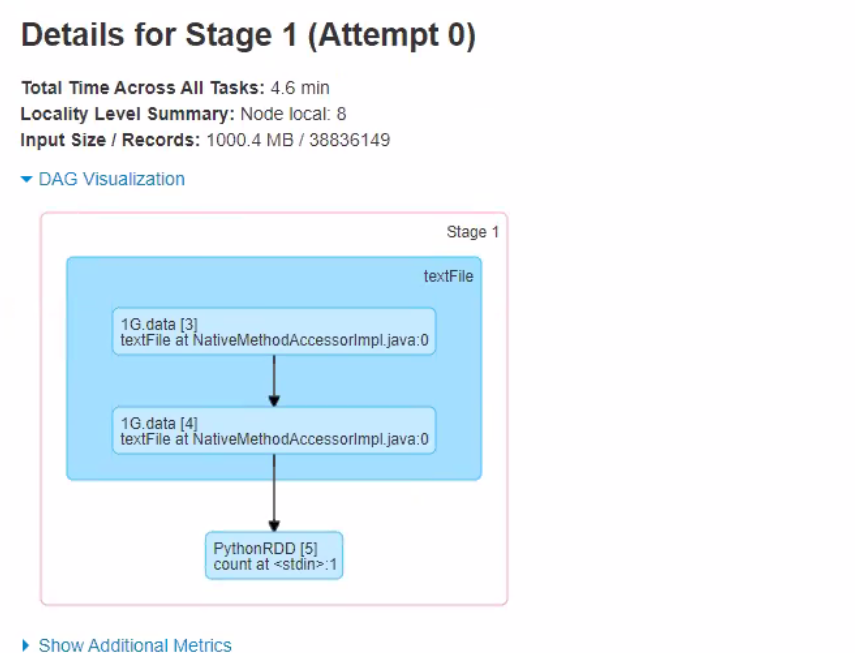 Details for Stage 1 (Attempt 0)
Total Time Across All Tasks: 4.6 min
Locality Level Summary: Node local: 8
Input Size / Records: 1000.4 MB / 38836149
DAG Visualization
Stage 1
textFile
1G.data [3]
textFile at NativeMethodAccessorImpl.java:0
1G.data [4]
textFile at NativeMethodAccessorImpl.java:0
PythonRDD [5]
count at <stdin>:1
Show Additional Metrics